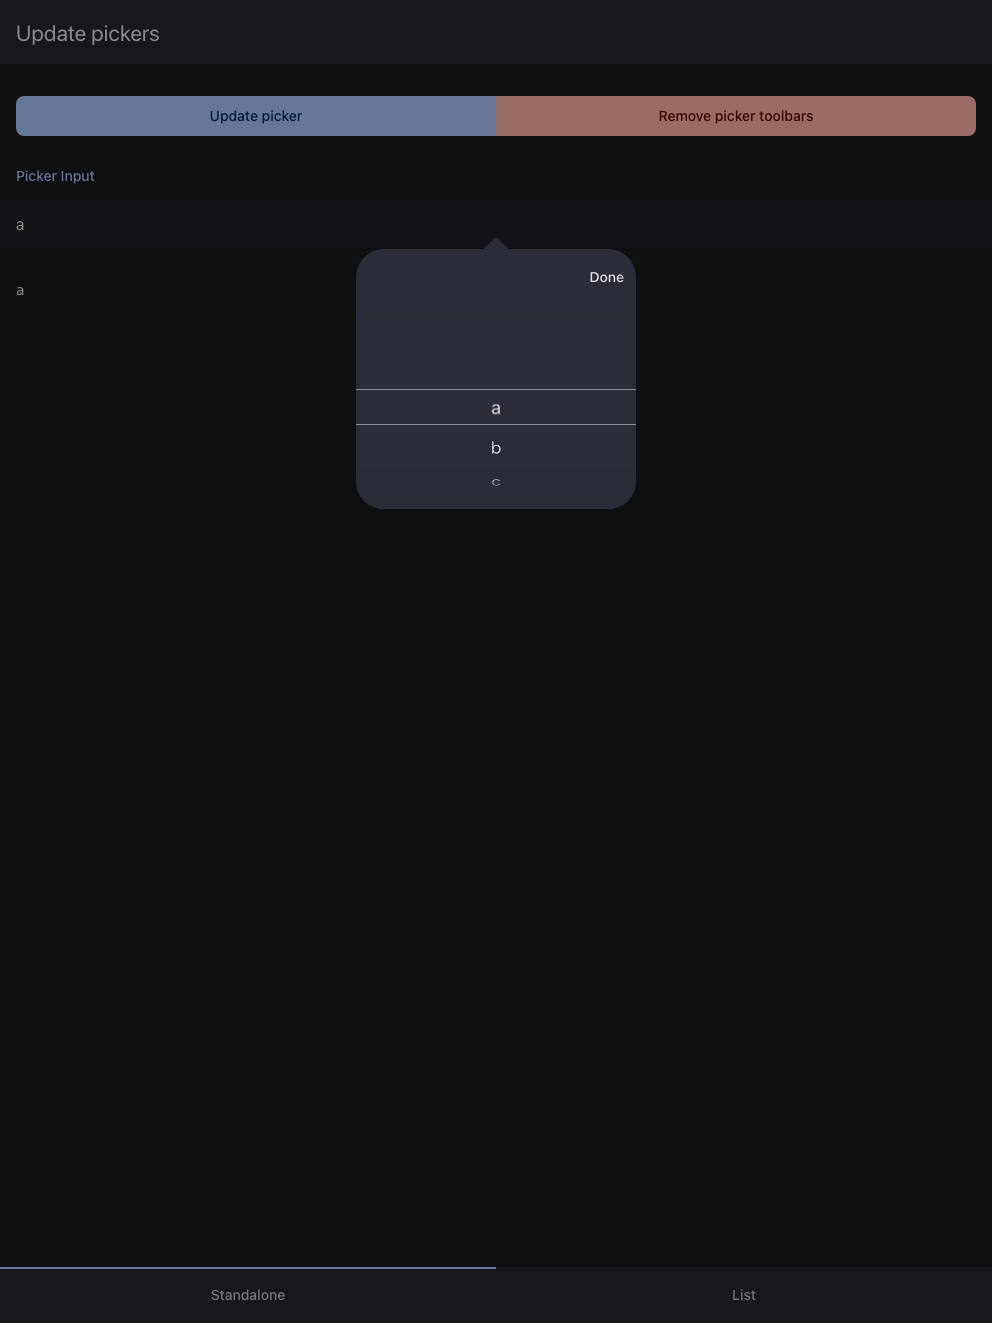 Update pickers
Update picker
Remove picker toolbars
Picker Input
a
a
Done
a
b
c
Standalone
List